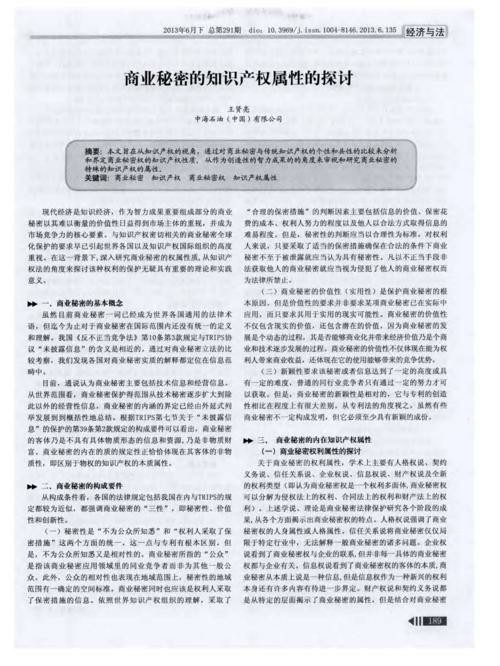 2013年6月下 总第291期 doi: 10.3969/j.issn.1004-8146.2013.6.135 经济与法
商业秘密的知识产权属性的探讨
王贤亮
中海石油（中国）有限公司
摘要：本文旨在从知识产权的视角，通过对商业秘密与传统知识产权的个性和共性的比较来分析
和界定商业秘密权的知识产权性质，从作为创造性的智力成果的的角度来审视和研究商业秘密的
特殊的知识产权的属性。
关键词：商业秘密 知识产权 商业秘密权 知识产权属性
现代经济是知识经济，作为智力成果重要组成部分的商业
秘密以其难以衡量的价值性日益得到市场主体的重视，并成为
市场竞争力的核心要素。与知识产权密切相关的商业秘密全球
化保护的要求早已引起世界各国以及知识产权国际组织的高度
重视。在这一背景下，深入研究商业秘密的权属性质，从知识产
权法的角度来探讨该种权利的保护无疑具有重要的理论和实践
意义。
一、商业秘密的基本概念
虽然目前商业秘密一词已经成为世界各国通用的法律术
语，但迄今为止对于商业秘密在国际范围内还没有统一的定义
和理解。我国《反不正当竞争法》第10条第3款规定与TRIPS协
议“未披露信息”的含义是相近的。通过对商业秘密立法的比
较考察，我们发现各国对商业秘密实质的解释都定位在信息范
畴中。
目前，通说认为商业秘密主要包括技术信息和经营信息。
从世界范围看，商业秘密保护得范围从技术秘密逐步扩大到除
此以外的经营性信息，商业秘密的内涵的界定已经由外延式列
举发展到到概括性地总结。根据TRIPS第七节关于“未披露信
息”的保护的第39条第2款规定的构成要件可以看出，商业秘密
的客体乃是不具有具体物质形态的信息和资源，乃是非物质财
富。商业秘密的内在的质的规定性正恰恰体现在其客体的非物
质性，即区别于物权的知识产权的本质属性。
二、商业秘密的构成要件
从构成条件看，各国的法律规定包括我国在内与TRIPS的规
定都较为近似，都强调商业秘密的“三性”，即秘密性、价值
性和创新性。
（一）秘密性是“不为公众所知悉”和“权利人采取了保
密措施”这两个方面的统一，这一点与专利有根本区别。但
是，不为公众所知悉又是相对性的。商业秘密所指的“公众”
是指该商业秘密应用领域里的同业竞争者而非为其他一般公
众。此外，公众的相对性也表现在地域范围上，秘密性的地域
范围有一确定的空间标准。商业秘密同时也应该是权利人采取
了保密措施的信息。依照世界知识产权组织的理解，采取了
“合理的保密措施”的判断因素主要包括信息的价值、保密花
费的成本、权利人努力的程度以及他人以合法方式取得信息的
难易程度。但是，秘密性的判断应当以合理性为标准。对权利
人来说，只要采取了适当的保密措施确保在合法的条件下商业
秘密不至于被泄露就应当认为具有秘密性。凡以不正当手段非
法获取他人的商业秘密就应当视为侵犯了他人的商业秘密权而
为法律所禁止。
（二）商业秘密的价值性（实用性）是保护商业秘密的根
本原因。但是价值性的要求并非要求某项商业秘密已在实际中
应用，而只要求其用于实用的现实可能性。商业秘密的价值性
不仅包含现实的价值，还包含潜在的价值，因为商业秘密的发
展是个动态的过程，其是否能够商业化并带来经济价值乃是个商
业和技术逐步发展的过程。商业秘密的价值性不仅体现在能为权
利人带来商业收益，还体现在它的使用能够带来的竞争优势。
（三）新颖性要求该秘密或者信息达到了一定的高度或具
有一定的难度，普通的同行业竞争者只有通过一定的努力才可
以获取。但是，商业秘密的新颖性是相对的，它与专利的创造
性相比在程度上有很大差别。从专利法的角度视之，虽然有些
商业秘密不一定构成发明，但它必须至少具有新颖的成份。
三、商业秘密的内在知识产权属性
（一）商业秘密权利属性的探讨
关于商业秘密的权利属性，学术上主要有人格权说、契约
义务说、信任关系说、企业权说、信息权说、财产权说及全新
的权利类型（即认为商业秘密权是一个权利多面体，商业秘密权
可以分解为侵权法上的权利、合同法上的权利和财产法上的权
利）。上述学说、理论是商业秘密法律保护研究各个阶段的成
果，从各个方面揭示出商业秘密权的特点。人格权说强调了商业
秘密权的人身属性或人格属性。信任关系说将商业秘密仅仅局
限于特定行业中，无法解释一般商业秘密的诸多问题。企业权
说看到了商业秘密权与企业的联系，但并非每一具体的商业秘密
权都与企业有关。信息权说看到了商业秘密权的客体的本质，商
业秘密从本质上说是一种信息，但是信息权作为一种新兴的权利
本身还有许多内容有待进一步界定。财产权说和契约义务说都
是从特定的层面揭示了商业秘密的属性，但是结合对商业秘密
189